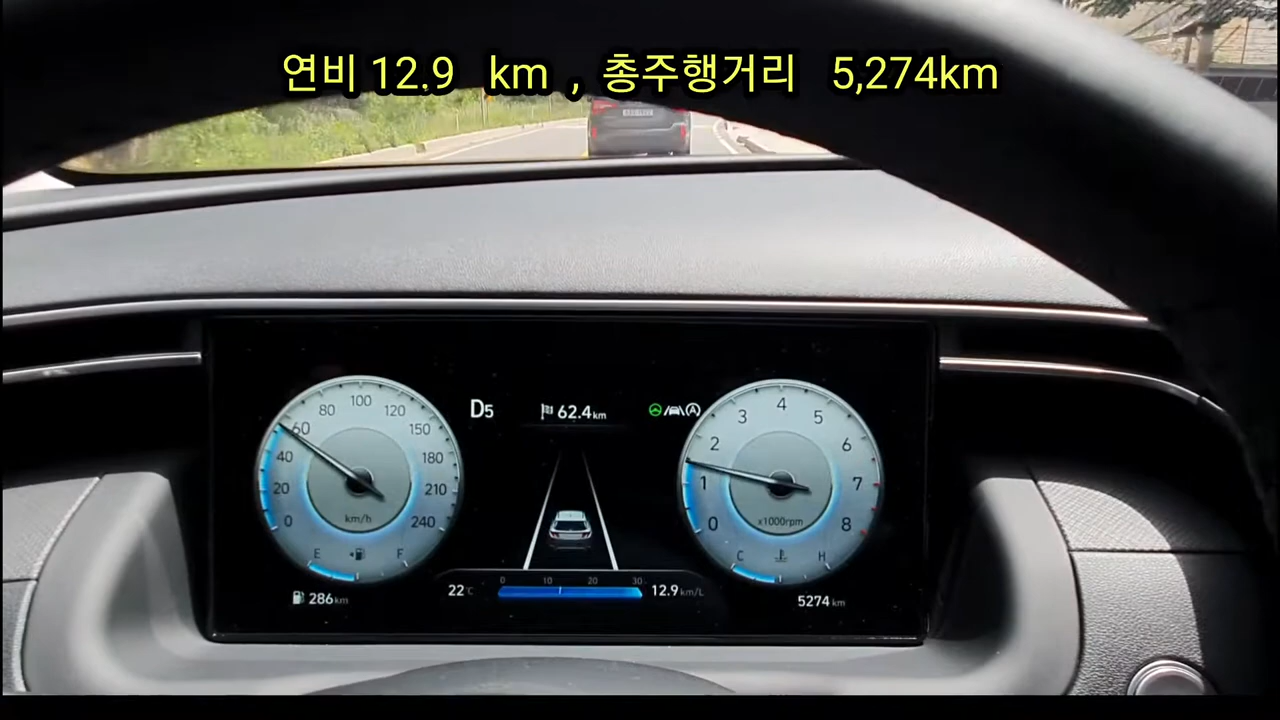 연비 12.9 km , 총주행거리 5,274km
D5
62.4km
0 20 40 60 80 100 120 150 180 210 240
km/h
E F
0 1 2 3 4 5 6 7 8
x1000rpm
C H
0 10 20 30
22°C
12.9km/L
286km
5274km